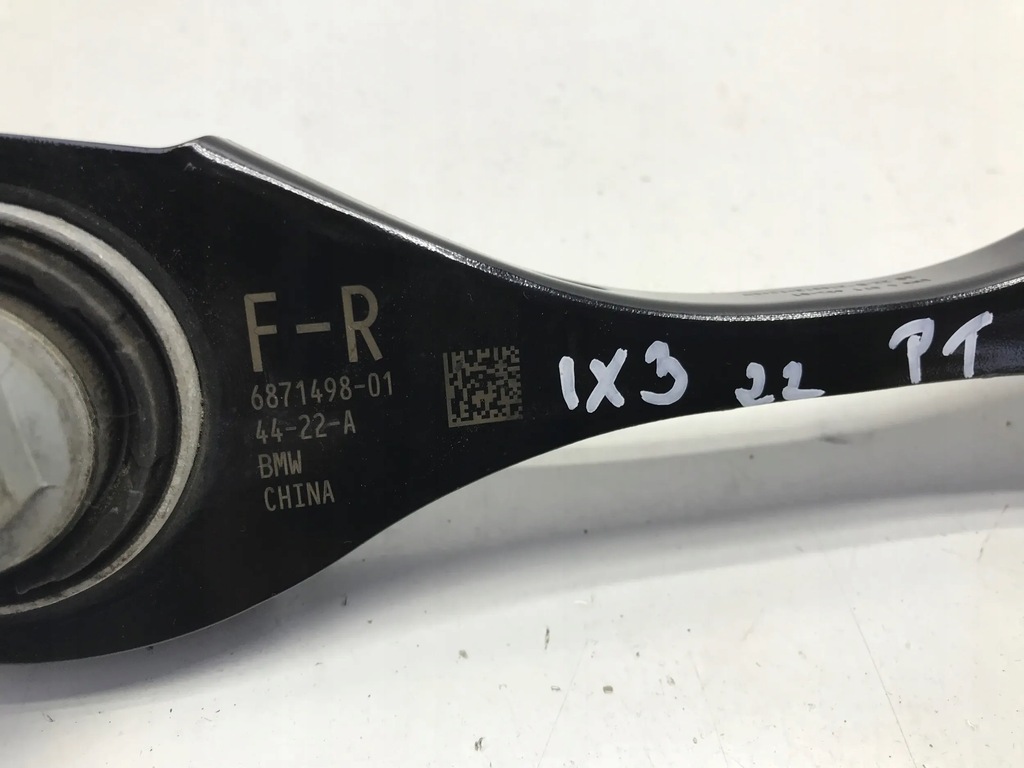 F-R
6871498-01
44-22-A
BMW
CHINA
IX3 22 PT